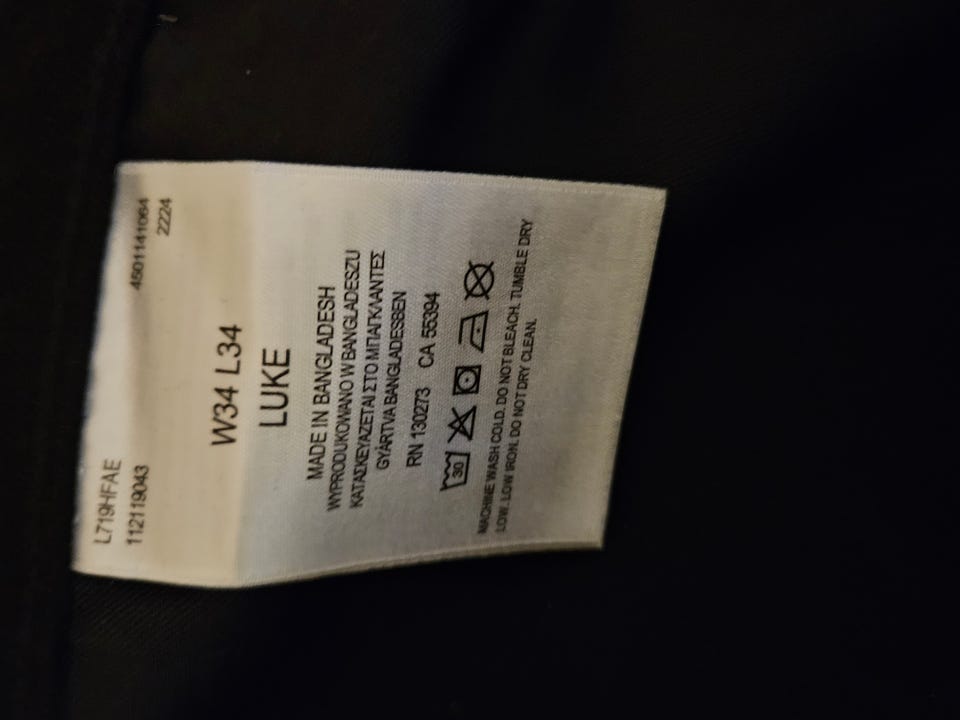 L719HFAE 4501141064
112119043 2224
W34 L34
LUKE
MADE IN BANGLADESH
WYPRODUKOWANO W BANGLADESZU
ΚΑΤΑΣΚΕΥΑΖΕΤΑΙ ΣΤΟ ΜΠΑΓΚΛΑΝΤΕΣ
GYÁRTVA BANGLADESBEN
RN 130273 CA 55394
30
MACHINE WASH COLD. DO NOT BLEACH. TUMBLE DRY
LOW. LOW IRON. DO NOT DRY CLEAN.